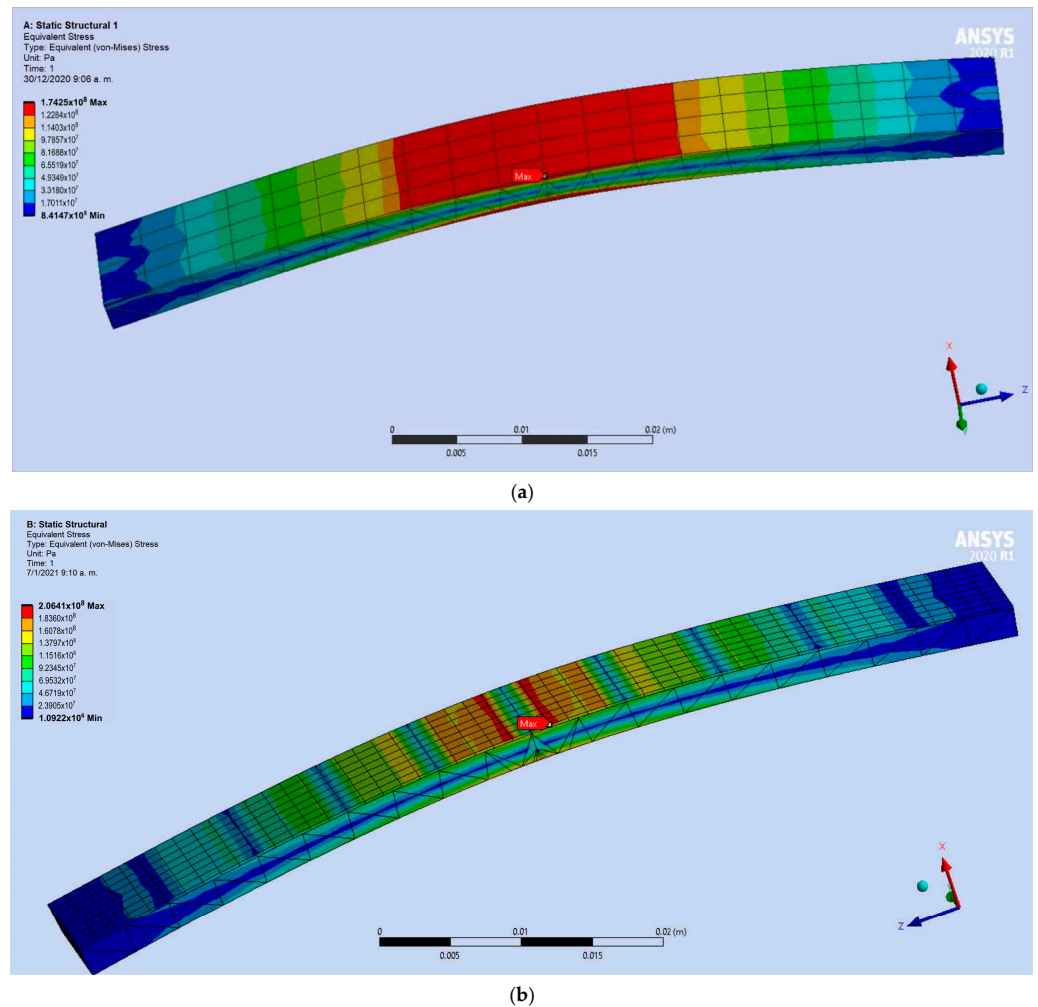 A: Static Structural 1
Equivalent Stress
Type: Equivalent (von-Mises) Stress
Unit: Pa
Time: 1
30/12/2020 9:06 a. m.
ANSYS
2020 R1
1.7425x10⁸ Max
1.2284x10⁸
1.1403x10⁸
9.7857x10⁷
8.1688x10⁷
6.5519x10⁷
4.9349x10⁷
3.3180x10⁷
1.7011x10⁷
8.4147x10⁵ Min
Max
X
Z
Y
0 0.01 0.02 (m)
0.005 0.015
(a)
B: Static Structural
Equivalent Stress
Type: Equivalent (von-Mises) Stress
Unit: Pa
Time: 1
7/1/2021 9:10 a. m.
ANSYS
2020 R1
2.0641x10⁸ Max
1.8360x10⁸
1.6078x10⁸
1.3797x10⁸
1.1516x10⁸
9.2345x10⁷
6.9532x10⁷
4.6719x10⁷
2.3905x10⁷
1.0922x10⁶ Min
Max
X
Z
0 0.01 0.02 (m)
0.005 0.015
(b)